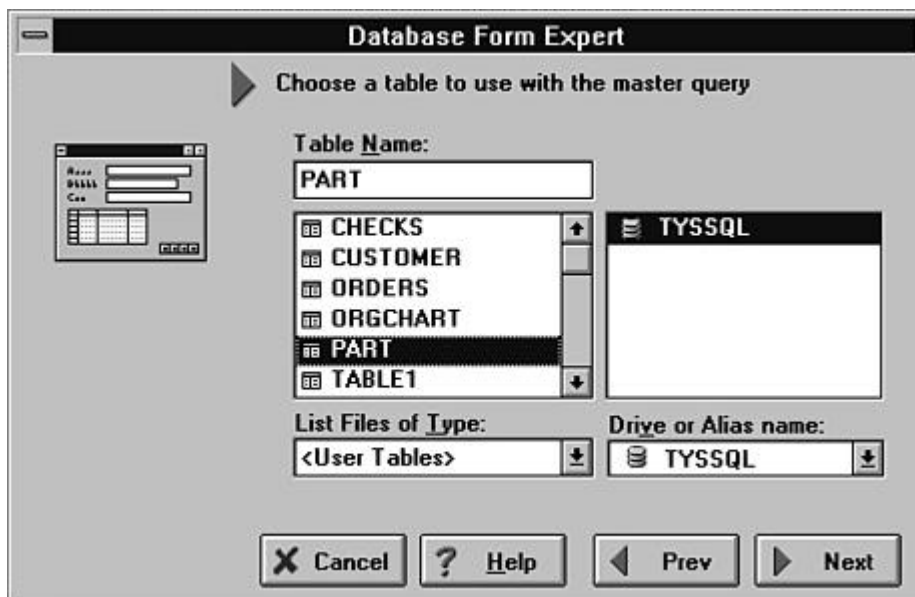 Database Form Expert
Choose a table to use with the master query
Table Name:
PART
CHECKS
CUSTOMER
ORDERS
ORGCHART
PART
TABLE1
TYSSQL
List Files of Type:
<User Tables>
Drive or Alias name:
TYSSQL
Cancel
? Help
Prev
Next